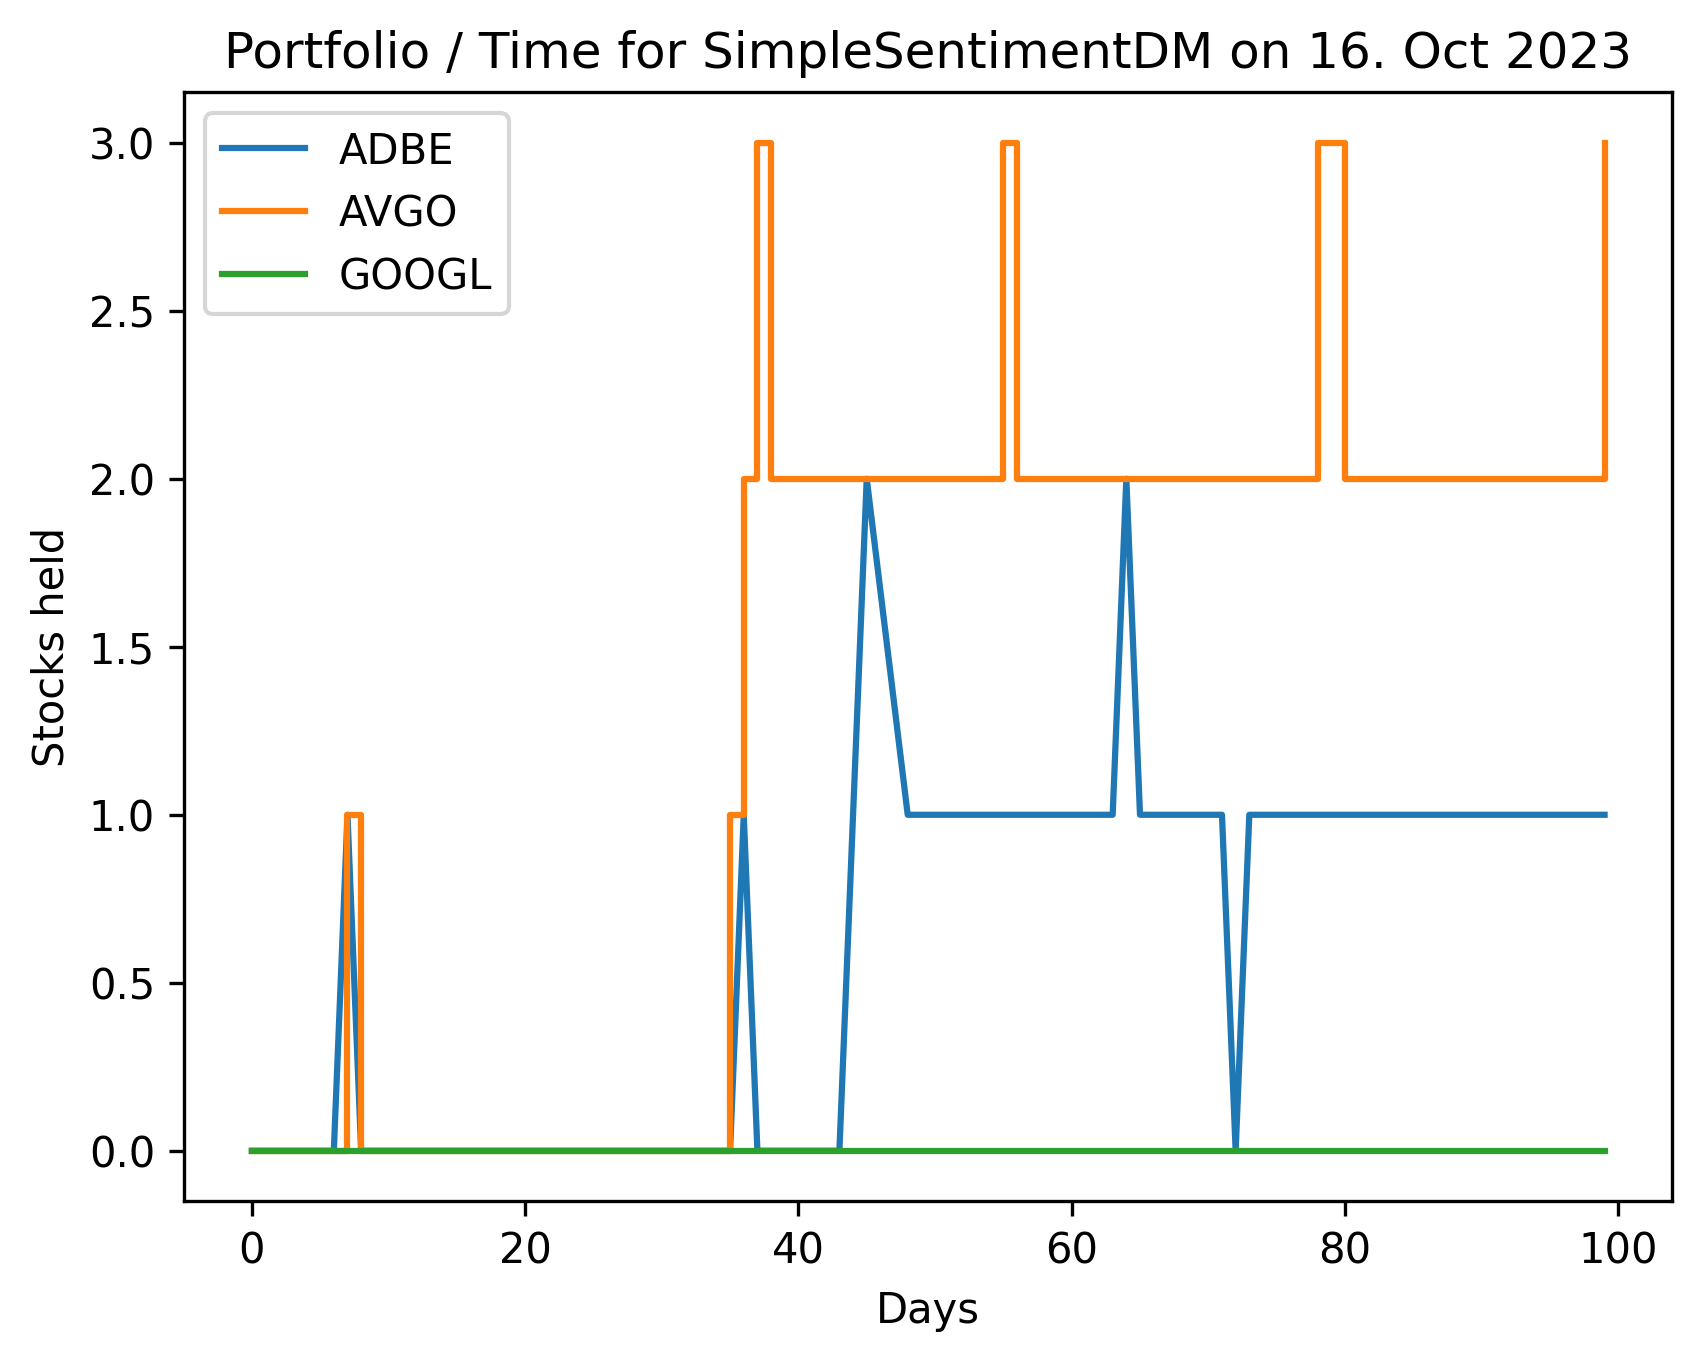 Portfolio / Time for SimpleSentimentDM on 16. Oct 2023
ADBE
AVGO
GOOGL
3.0
2.5
2.0
1.5
1.0
0.5
0.0
Stocks held
0 20 40 60 80 100
Days